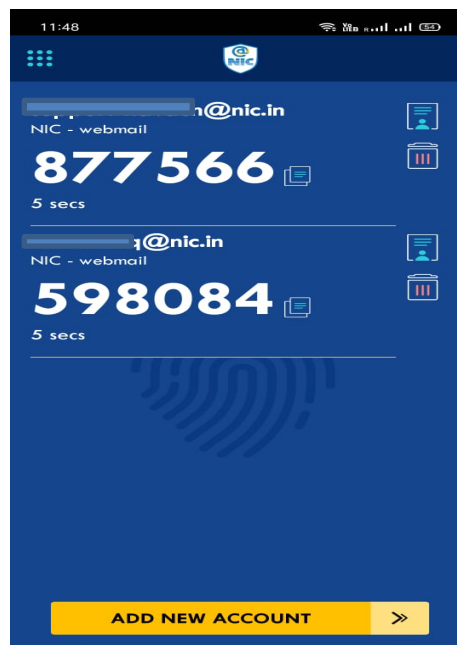 11:48
54
@
NIC
@nic.in
NIC - webmail
877566
5 secs
@nic.in
NIC - webmail
598084
5 secs
ADD NEW ACCOUNT